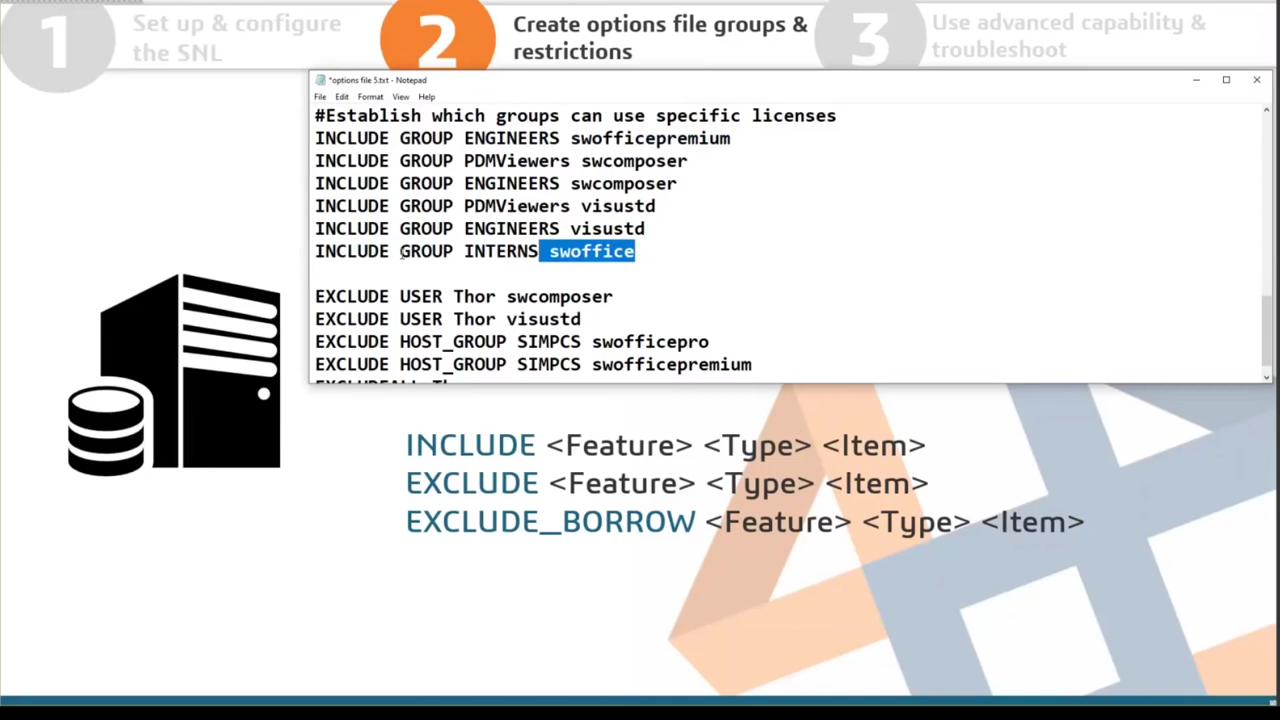 1
Set up & configure
the SNL
2
Create options file groups &
restrictions
3
Use advanced capability &
troubleshoot
*options file 5.txt - Notepad
File Edit Format View Help
#Establish which groups can use specific licenses
INCLUDE GROUP ENGINEERS swofficepremium
INCLUDE GROUP PDMViewers swcomposer
INCLUDE GROUP ENGINEERS swcomposer
INCLUDE GROUP PDMViewers visustd
INCLUDE GROUP ENGINEERS visustd
INCLUDE GROUP INTERNS swoffice
EXCLUDE USER Thor swcomposer
EXCLUDE USER Thor visustd
EXCLUDE HOST_GROUP SIMPCS swofficepro
EXCLUDE HOST_GROUP SIMPCS swofficepremium
INCLUDE <Feature> <Type> <Item>
EXCLUDE <Feature> <Type> <Item>
EXCLUDE_BORROW <Feature> <Type> <Item>